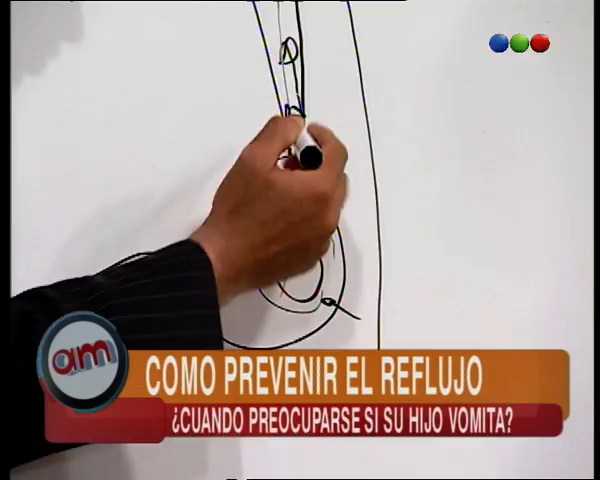 am
COMO PREVENIR EL REFLUJO
¿CUANDO PREOCUPARSE SI SU HIJO VOMITA?